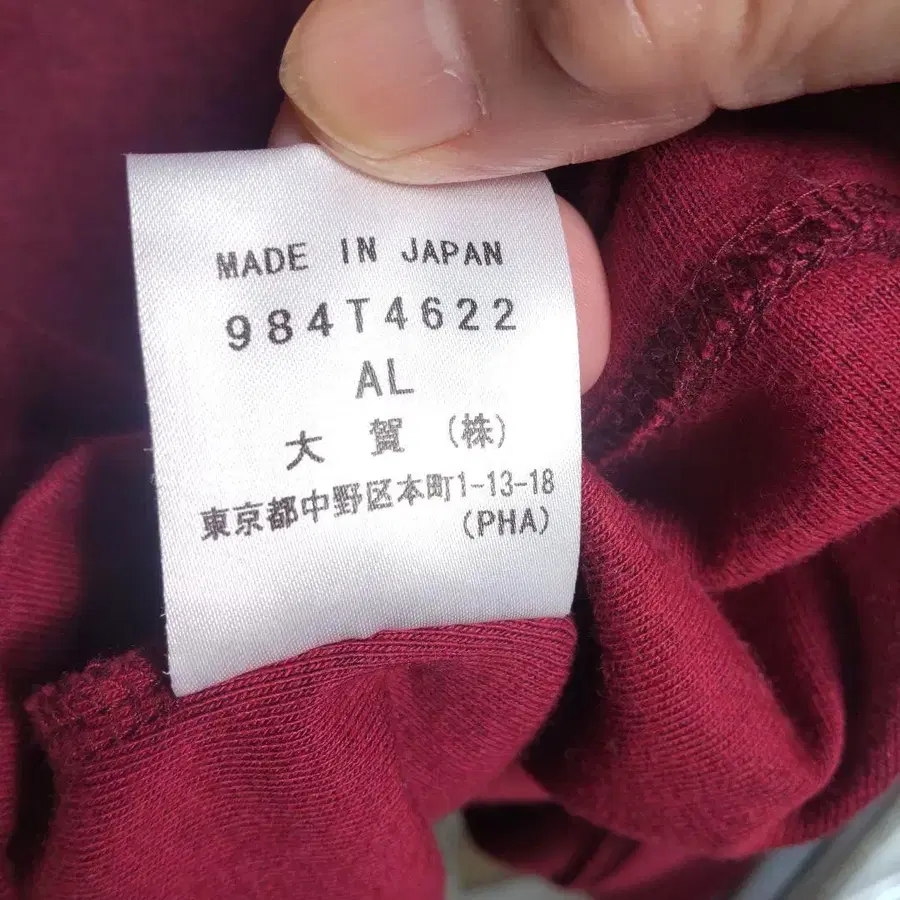 MADE IN JAPAN
984T4622
AL
大 賀 (株)
東京都中野区本町1-13-18
(PHA)